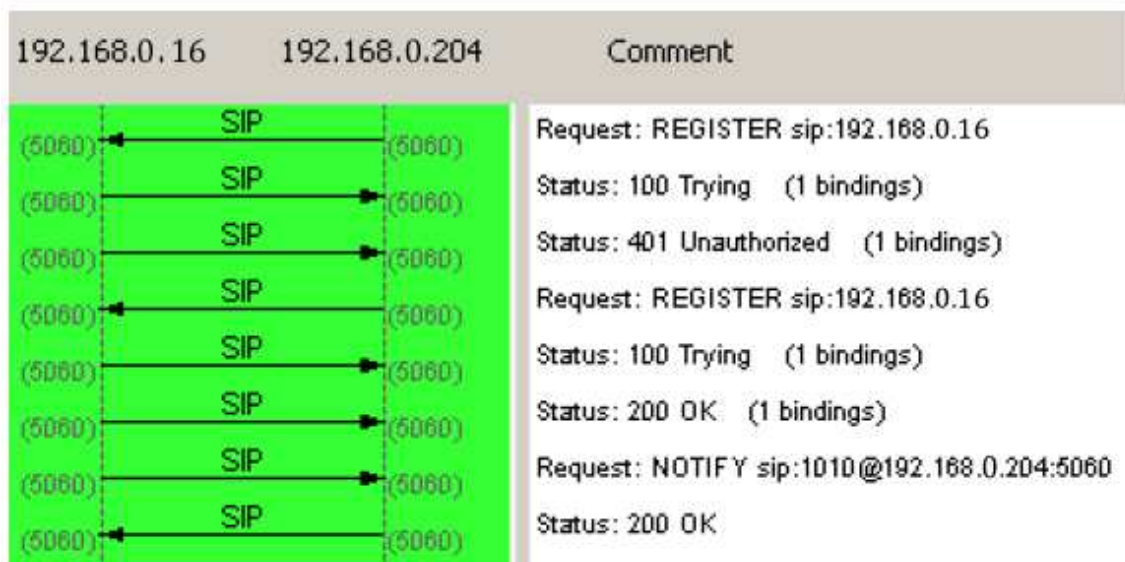 192.168.0.16 192.168.0.204 Comment
SIP
(5060) (5060) Request: REGISTER sip:192.168.0.16
SIP
(5060) (5060) Status: 100 Trying (1 bindings)
SIP
(5060) (5060) Status: 401 Unauthorized (1 bindings)
SIP
(5060) (5060) Request: REGISTER sip:192.168.0.16
SIP
(5060) (5060) Status: 100 Trying (1 bindings)
SIP
(5060) (5060) Status: 200 OK (1 bindings)
SIP
(5060) (5060) Request: NOTIFY sip:1010@192.168.0.204:5060
SIP
(5060) (5060) Status: 200 OK